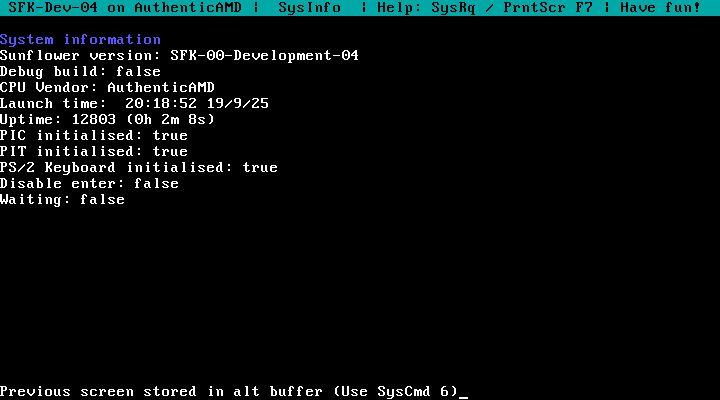 SFK-Dev-04 on AuthenticAMD ¦  SysInfo  ¦ Help: SysRq / PrntScr F7 ¦ Have fun!
System information
Sunflower version: SFK-00-Development-04
Debug build: false
CPU Vendor: AuthenticAMD
Launch time:  20:18:52 19/9/25
Uptime: 12803 (0h 2m 8s)
PIC initialised: true
PIT initialised: true
PS/2 Keyboard initialised: true
Disable enter: false
Waiting: false
Previous screen stored in alt buffer (Use SysCmd 6)_